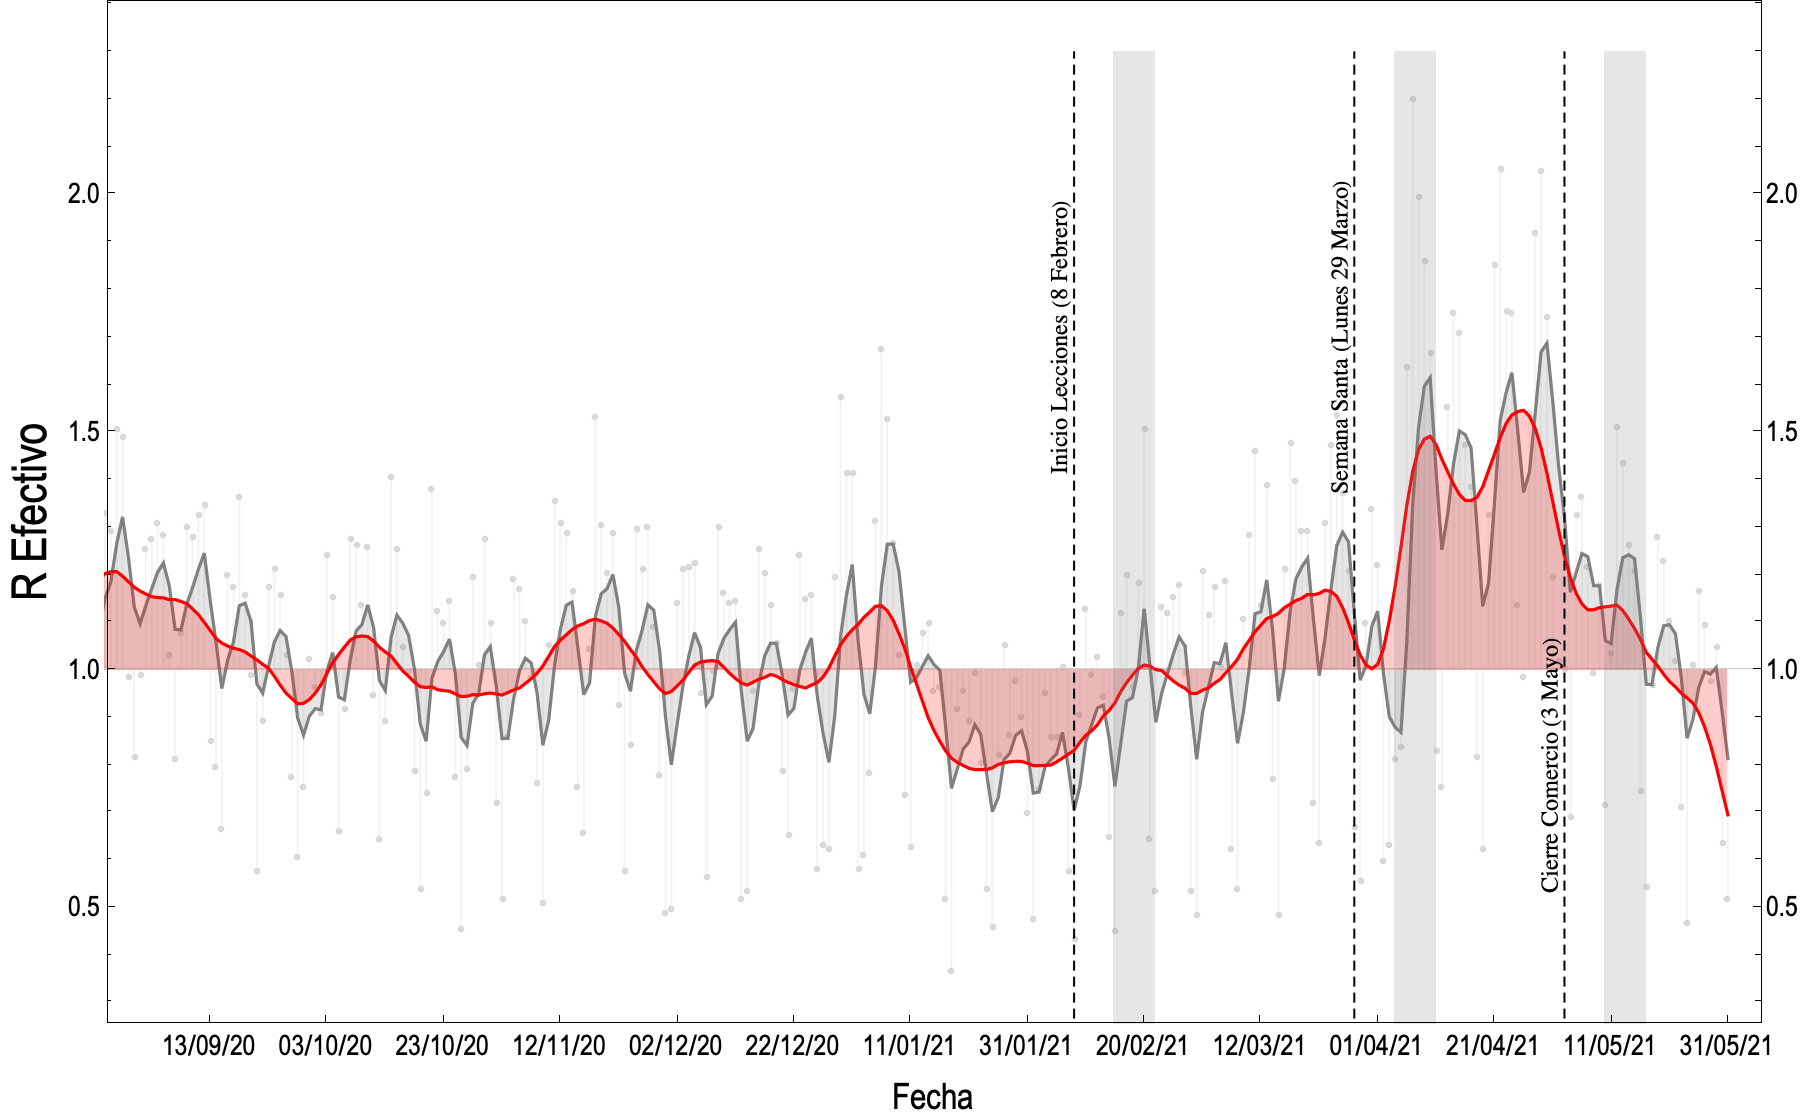 R Efectivo
2.0
1.5
1.0
0.5
Inicio Lecciones (8 Febrero)
Semana Santa (Lunes 29 Marzo)
Cierre Comercio (3 Mayo)
2.0
1.5
1.0
0.5
13/09/20 03/10/20 23/10/20 12/11/20 02/12/20 22/12/20 11/01/21 31/01/21 20/02/21 12/03/21 01/04/21 21/04/21 11/05/21 31/05/21
Fecha